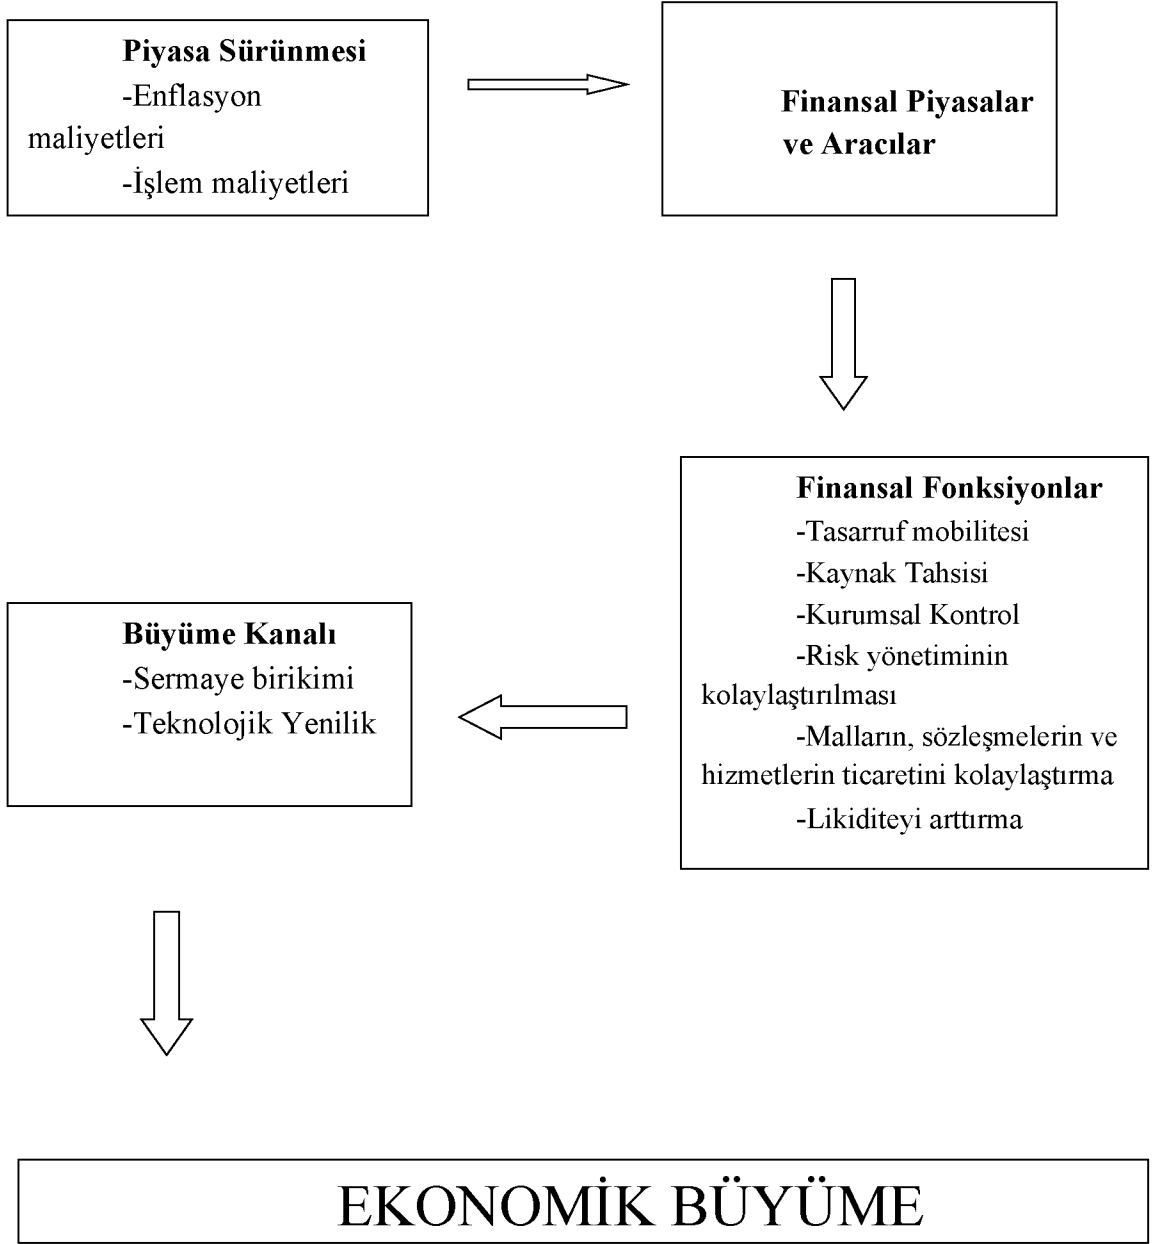 Piyasa Sürünmesi
-Enflasyon
maliyetleri
-İşlem maliyetleri
Finansal Piyasalar
ve Aracılar
Finansal Fonksiyonlar
-Tasarruf mobilitesi
-Kaynak Tahsisi
-Kurumsal Kontrol
-Risk yönetiminin
kolaylaştırılması
-Malların, sözleşmelerin ve
hizmetlerin ticaretini kolaylaştırma
-Likiditeyi arttırma
Büyüme Kanalı
-Sermaye birikimi
-Teknolojik Yenilik
EKONOMİK BÜYÜME